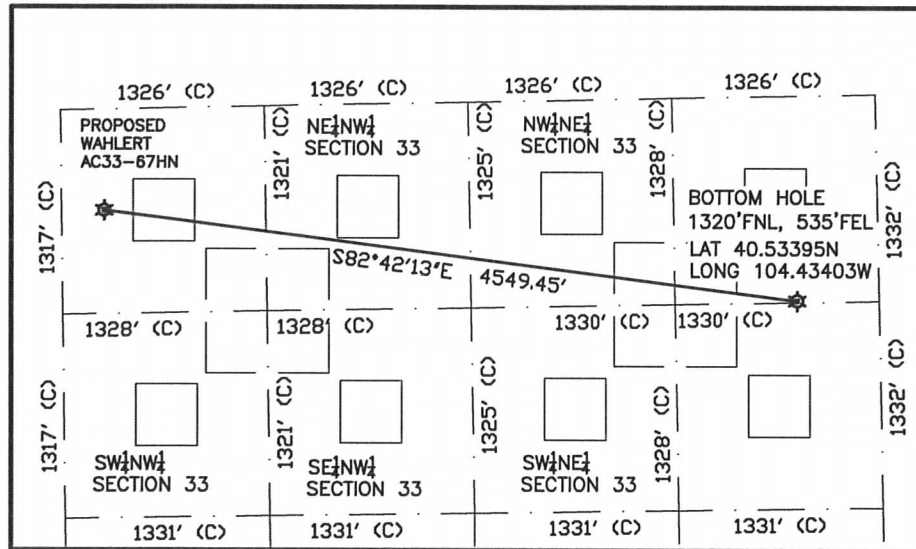 1326' (C)
1326' (C)
1326' (C)
1326' (C)
PROPOSED
WAHLERT
AC33-67HN
1317' (C)
1321' (C)
NE¼NW¼
SECTION 33
1325' (C)
NW¼NE¼
SECTION 33
1328' (C)
BOTTOM HOLE
1320'FNL, 535'FEL
LAT 40.53395N
LONG 104.43403W
1332' (C)
S82°42'13"E 4549.45'
1328' (C)
1328' (C)
1330' (C)
1330' (C)
1317' (C)
SW¼NW¼
SECTION 33
1321' (C)
SE¼NW¼
SECTION 33
1325' (C)
SW¼NE¼
SECTION 33
1328' (C)
1332' (C)
1331' (C)
1331' (C)
1331' (C)
1331' (C)